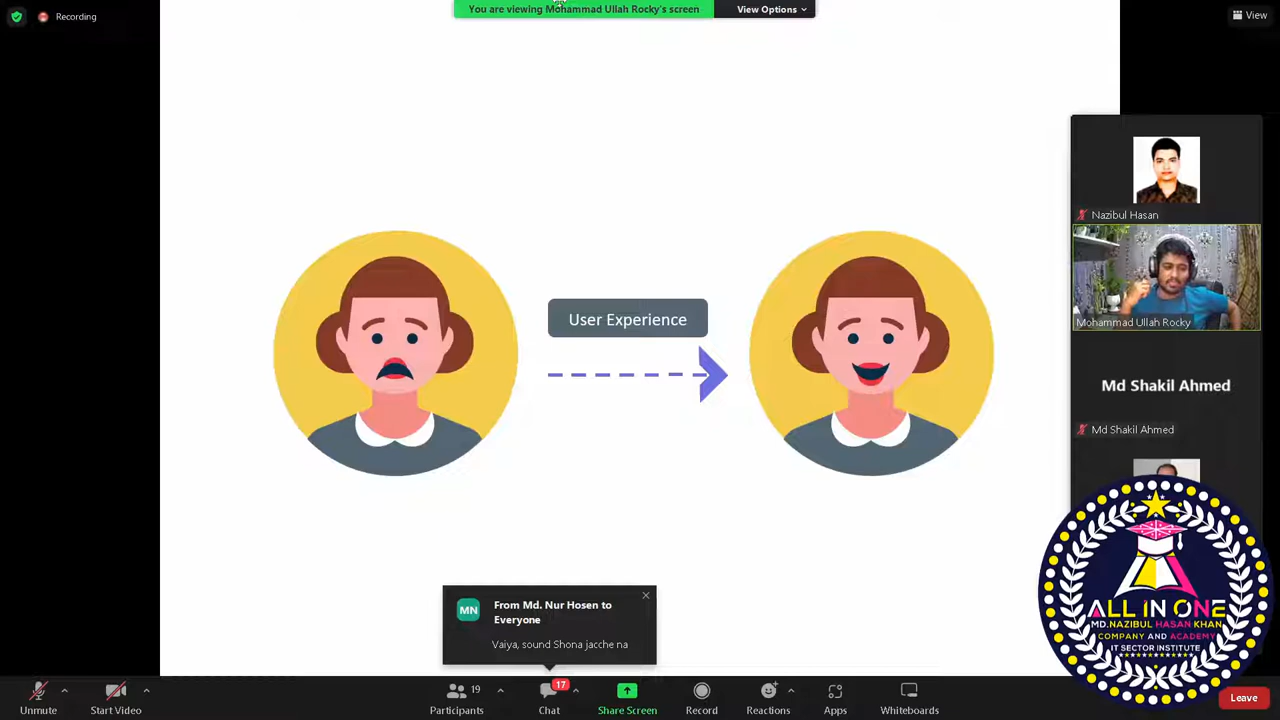 Recording
You are viewing Mohammad Ullah Rocky's screen
View Options
View
Nazibul Hasan
Mohammad Ullah Rocky
Md Shakil Ahmed
Md Shakil Ahmed
User Experience
MN
From Md. Nur Hosen to
Everyone
Vaiya, sound Shona jacche na
ALL IN ONE
MD.NAZIBUL HASAN KHAN
COMPANY AND ACADEMY
IT SECTOR INSTITUTE
19
17
Unmute
Start Video
Participants
Chat
Share Screen
Record
Reactions
Apps
Whiteboards
Leave